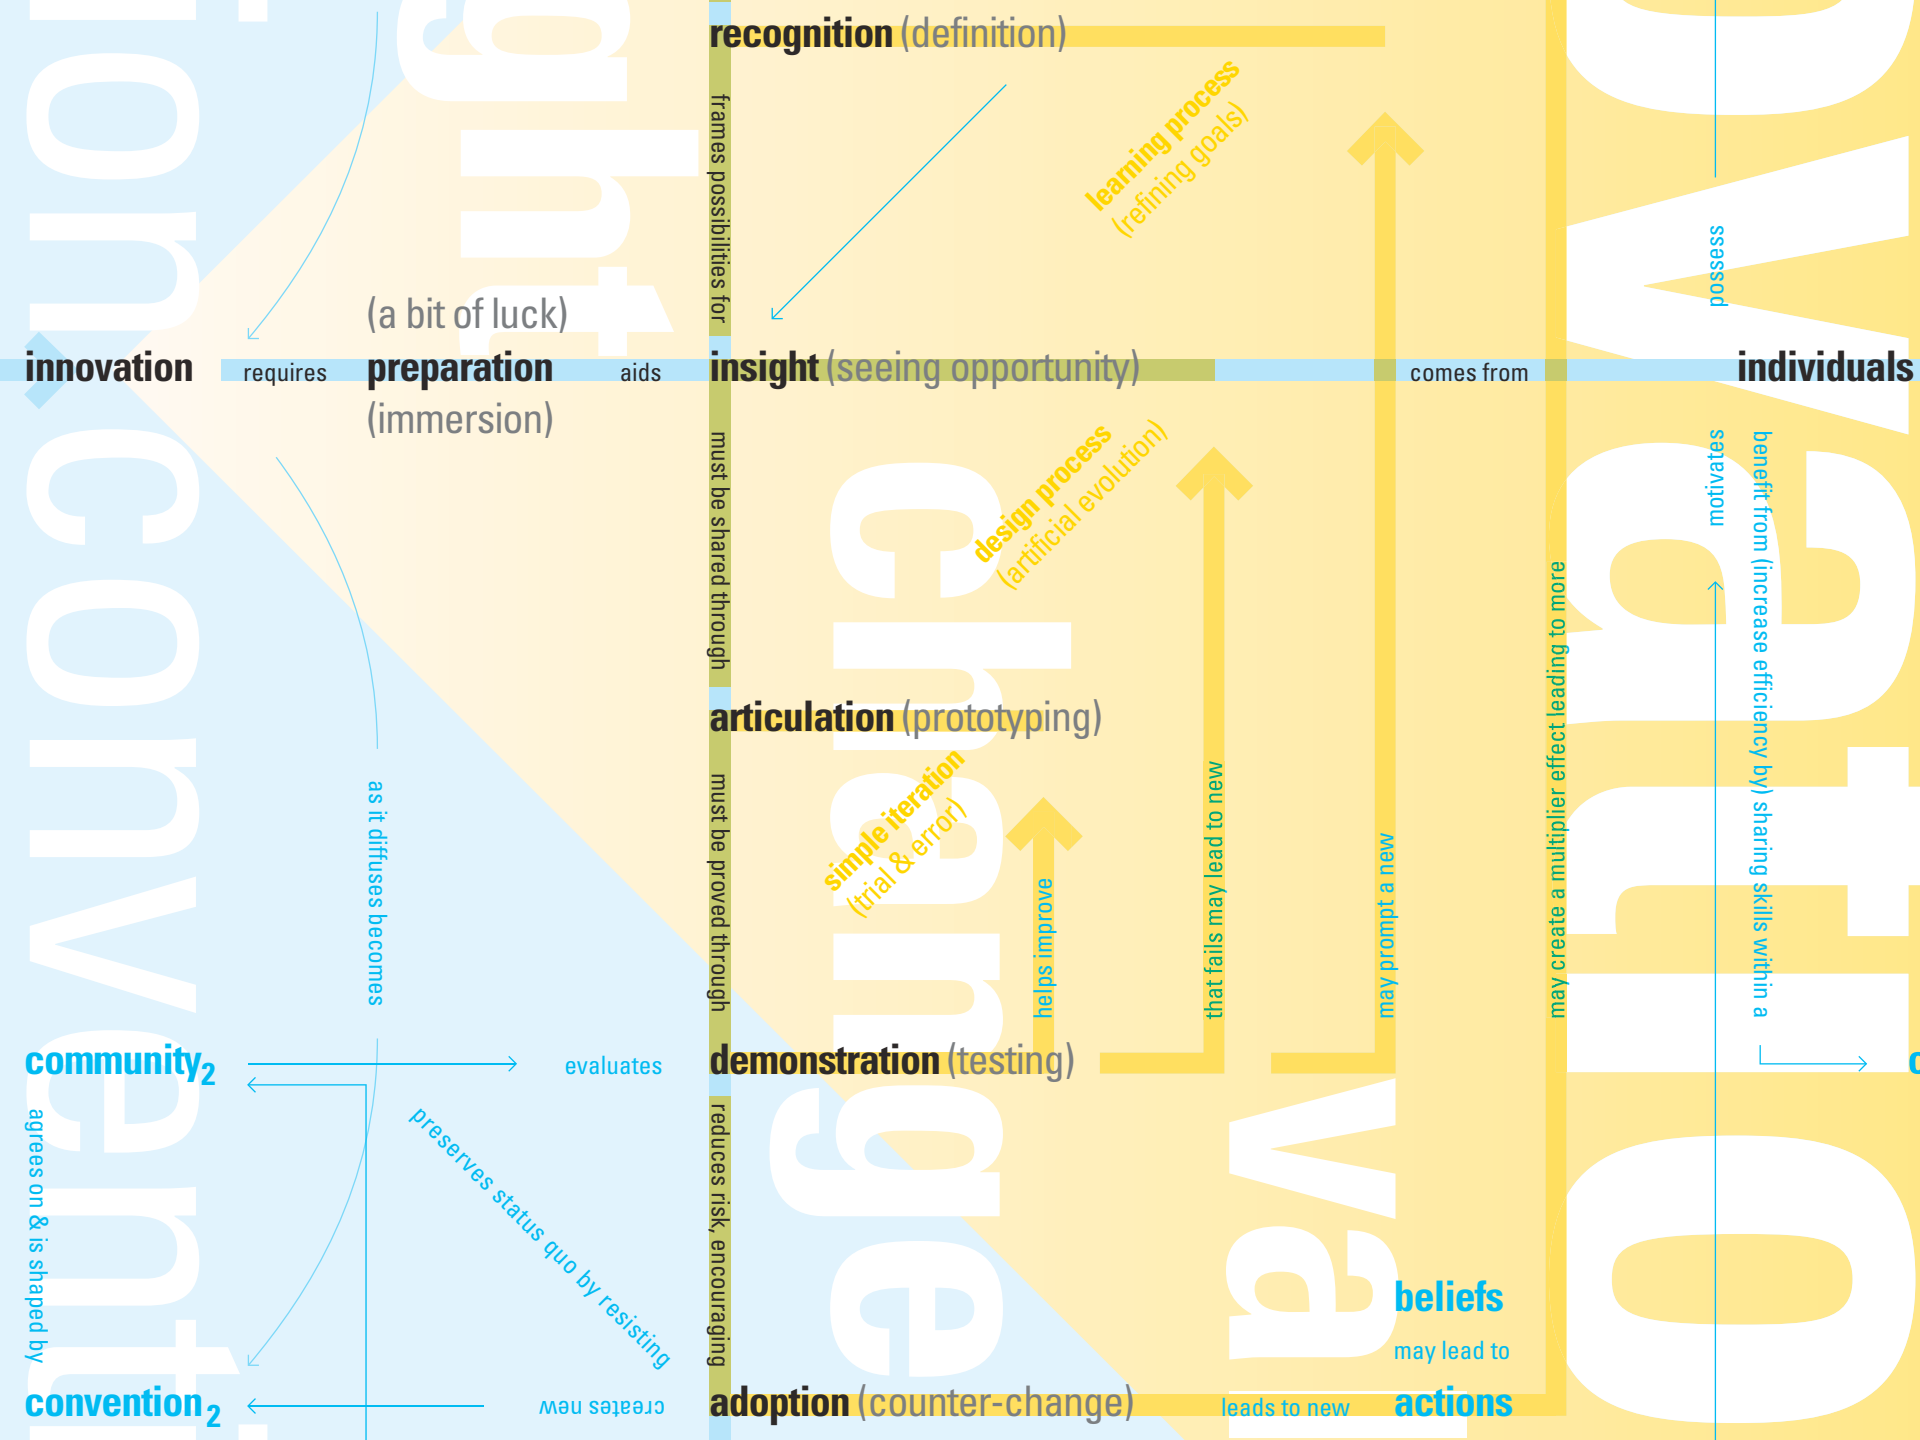 recognition (definition)
frames possibilities for
learning process
(refining goals)
possess
(a bit of luck)
innovation requires preparation aids insight (seeing opportunity) comes from individuals
(immersion)
must be shared through
design process
(artificial evolution)
motivates
benefit from (increase efficiency by) sharing skills within a
may create a multiplier effect leading to more
articulation (prototyping)
simple iteration
(trial & error)
must be proved through
as it diffuses becomes
helps improve
that fails may lead to new
may prompt a new
community2 evaluates demonstration (testing)
agrees on & is shaped by
preserves status quo by resisting
reduces risk, encouraging
beliefs
may lead to
convention2 creates new adoption (counter-change) leads to new actions
change